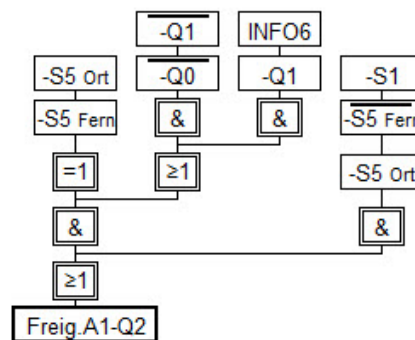 -Q1 INFO6
-S5 Ort -Q0 -Q1 -S1
-S5 Fern & & -S5 Fern
=1 ≥1 -S5 Ort
& &
≥1
Freig.A1-Q2